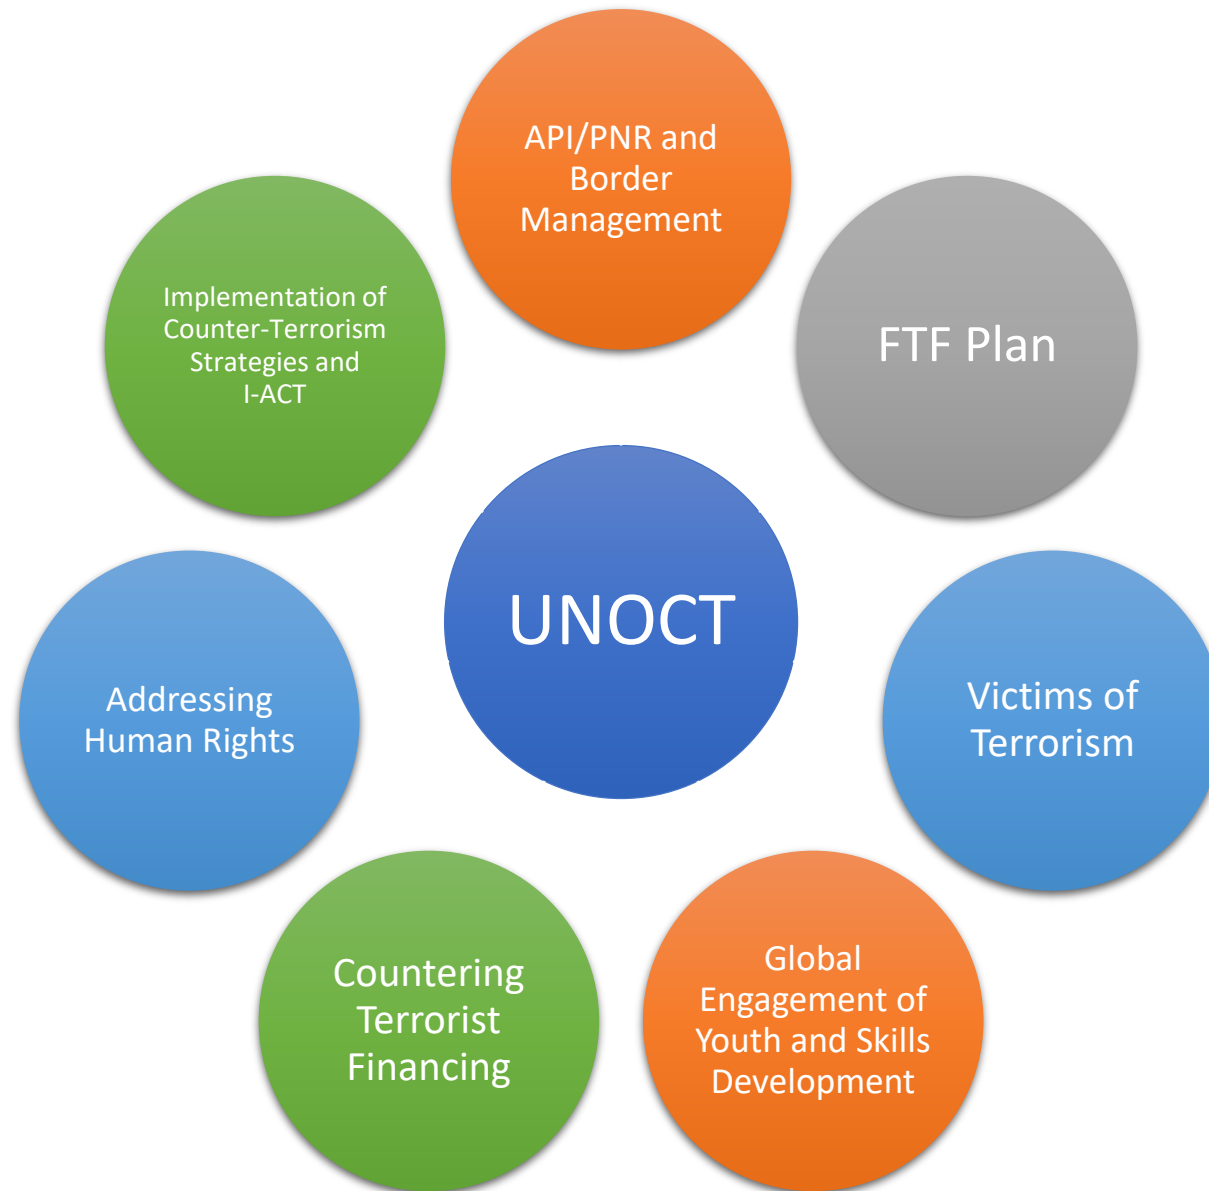 API/PNR and
Border
Management
FTF Plan
Victims of
Terrorism
Global
Engagement of
Youth and Skills
Development
Countering
Terrorist
Financing
Addressing
Human Rights
Implementation of
Counter-Terrorism
Strategies and
I-ACT
UNOCT